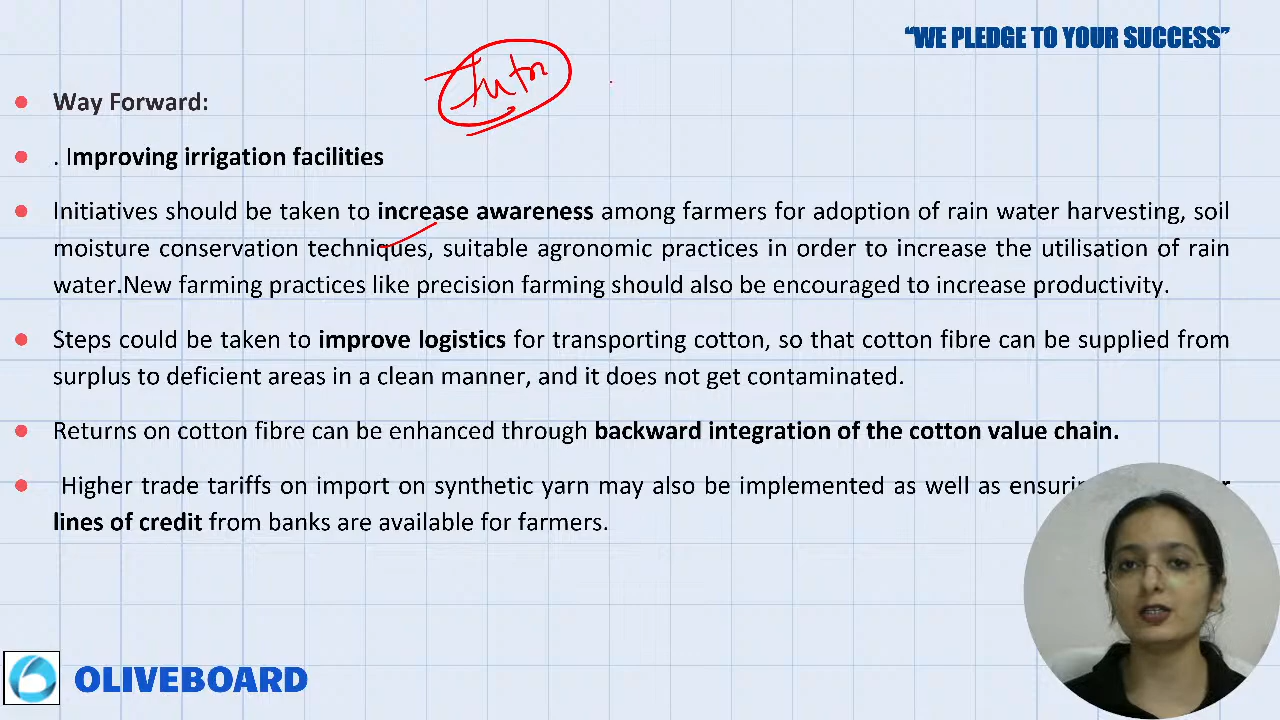 “WE PLEDGE TO YOUR SUCCESS”
Way Forward:
. Improving irrigation facilities
Initiatives should be taken to increase awareness among farmers for adoption of rain water harvesting, soil
moisture conservation techniques, suitable agronomic practices in order to increase the utilisation of rain
water.New farming practices like precision farming should also be encouraged to increase productivity.
Steps could be taken to improve logistics for transporting cotton, so that cotton fibre can be supplied from
surplus to deficient areas in a clean manner, and it does not get contaminated.
Returns on cotton fibre can be enhanced through backward integration of the cotton value chain.
Higher trade tariffs on import on synthetic yarn may also be implemented as well as
lines of credit from banks are available for farmers.
OLIVEBOARD